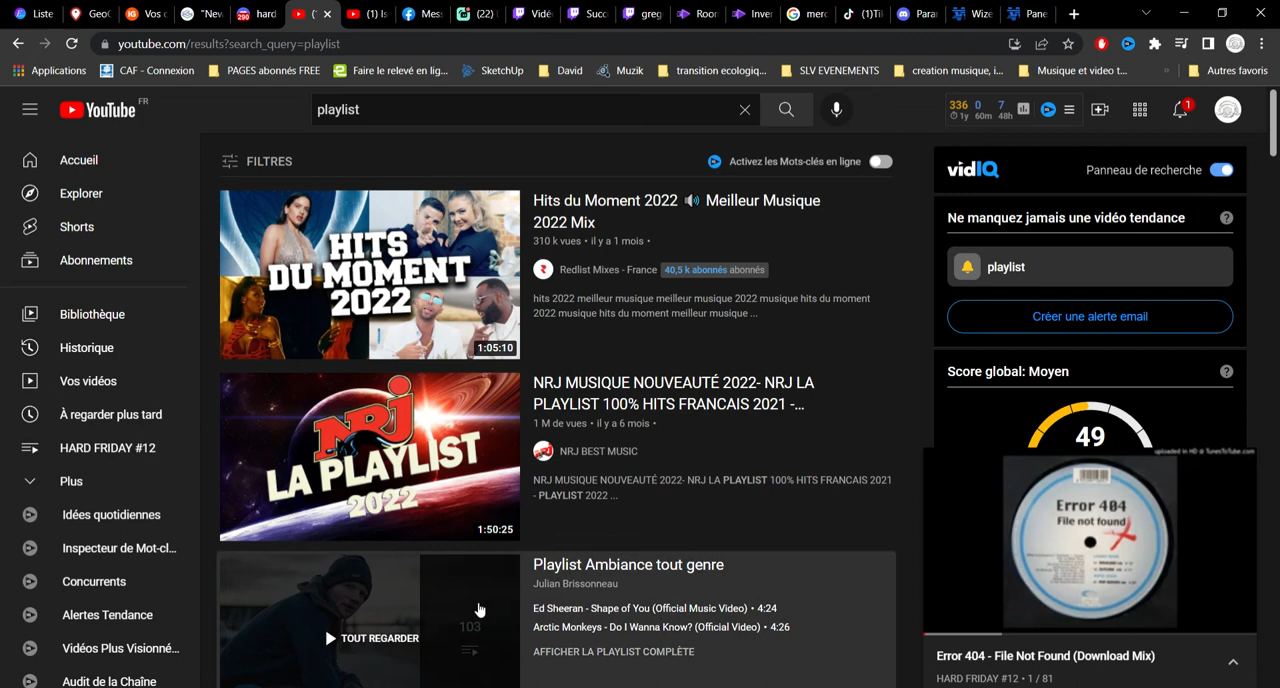 Liste
GeoG
Vos c
"New
hard
(1
(1) Is
Mess
(22)
Vidé
Succ
greg
Roor
Inver
merc
(1)Til
Parai
Wize
Pane
youtube.com/results?search_query=playlist
Applications
CAF - Connexion
PAGES abonnés FREE
Faire le relevé en lig...
SketchUp
David
Muzik
transition ecologiq...
SLV EVENEMENTS
creation musique, i...
Musique et video t...
»
Autres favoris
YouTube FR
playlist
336 0 7
1y 60m 48h
1
Accueil
Explorer
Shorts
Abonnements
Bibliothèque
Historique
Vos vidéos
À regarder plus tard
HARD FRIDAY #12
Plus
Idées quotidiennes
Inspecteur de Mot-cl...
Concurrents
Alertes Tendance
Vidéos Plus Visionné...
Audit de la Chaîne
FILTRES
Activez les Mots-clés en ligne
HITS
DU MOMENT
2022
1:05:10
Hits du Moment 2022 🔊 Meilleur Musique
2022 Mix
310 k vues • il y a 1 mois •
Redlist Mixes - France 40,5 k abonnés abonnés
hits 2022 meilleur musique meilleur musique 2022 musique hits du moment
2022 musique hits du moment meilleur musique ...
NRJ
LA PLAYLIST
2022
1:50:25
NRJ MUSIQUE NOUVEAUTÉ 2022- NRJ LA
PLAYLIST 100% HITS FRANCAIS 2021 -...
1 M de vues • il y a 6 mois •
NRJ BEST MUSIC
NRJ MUSIQUE NOUVEAUTÉ 2022- NRJ LA PLAYLIST 100% HITS FRANCAIS 2021
- PLAYLIST 2022 ...
TOUT REGARDER
103
Playlist Ambiance tout genre
Julian Brissonneau
Ed Sheeran - Shape of You (Official Music Video) • 4:24
Arctic Monkeys - Do I Wanna Know? (Official Video) • 4:26
AFFICHER LA PLAYLIST COMPLÈTE
vidIQ
Panneau de recherche
Ne manquez jamais une vidéo tendance
playlist
Créer une alerte email
Score global: Moyen
49
uploaded in HD @ TunesToTube.com
Error 404
File not found
Error 404 - File Not Found (Download Mix)
HARD FRIDAY #12 • 1 / 81